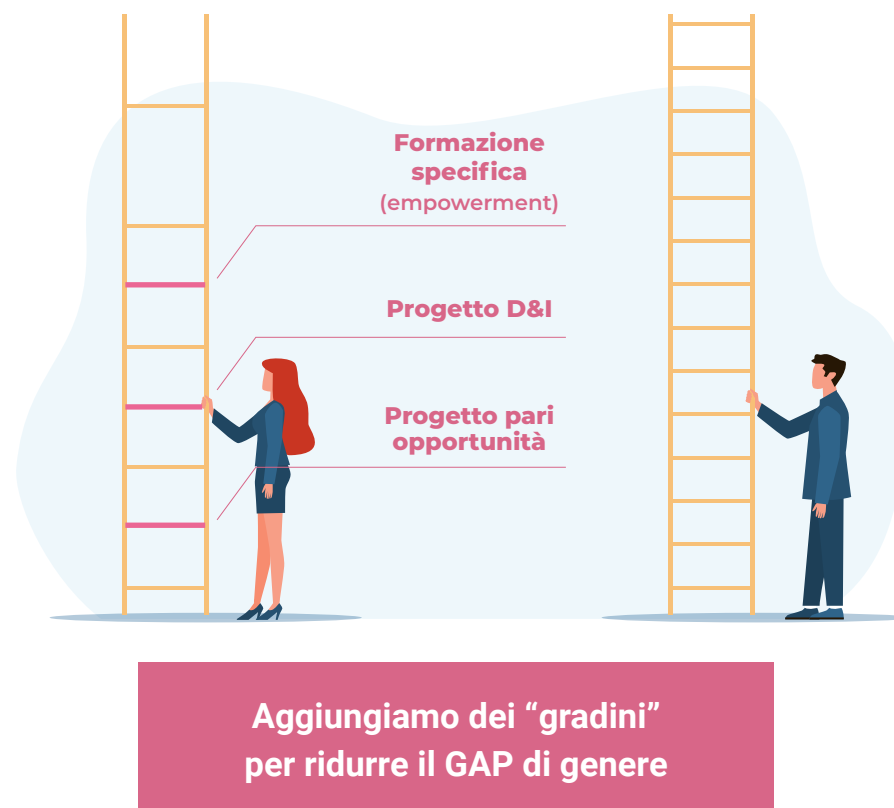 Formazione
specifica
(empowerment)
Progetto D&I
Progetto pari
opportunità
Aggiungiamo dei “gradini”
per ridurre il GAP di genere